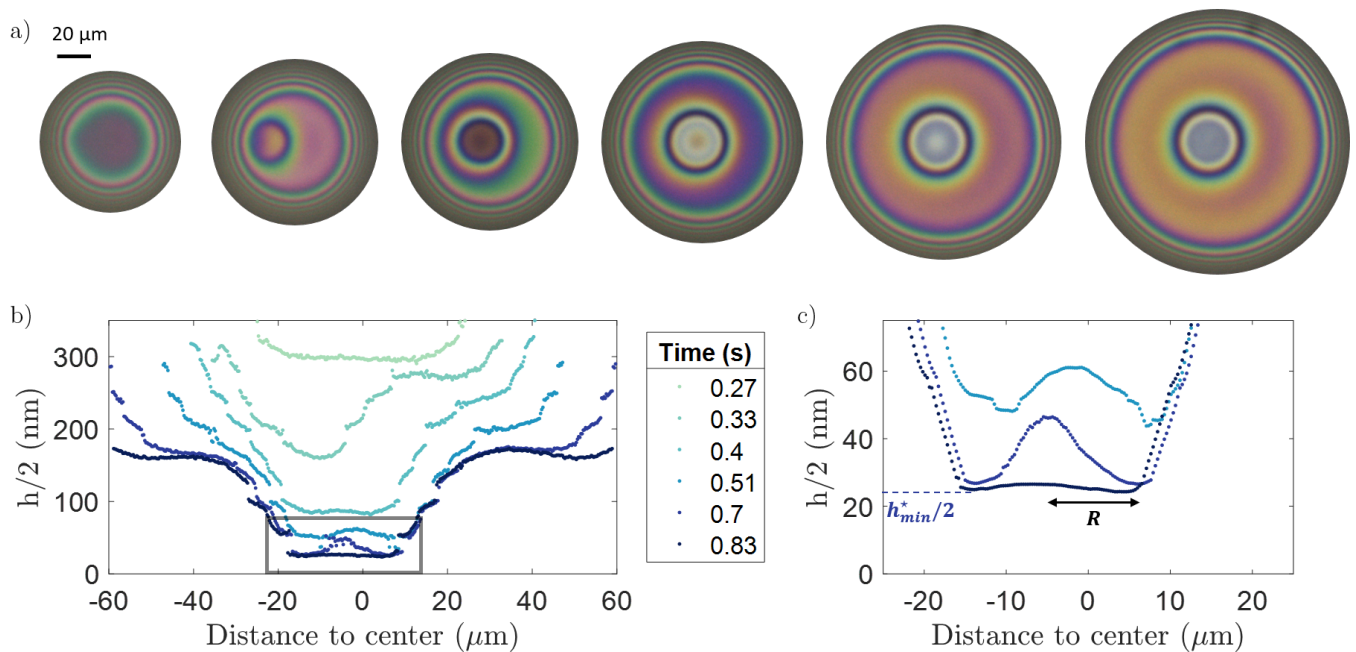 a)
20 μm
b)
h/2 (nm)
300
200
100
0
-60 -40 -20 0 20 40 60
Distance to center (μm)
Time (s)
0.27
0.33
0.4
0.51
0.7
0.83
c)
h/2 (nm)
60
40
20
0
h*min/2
R
-20 -10 0 10 20
Distance to center (μm)